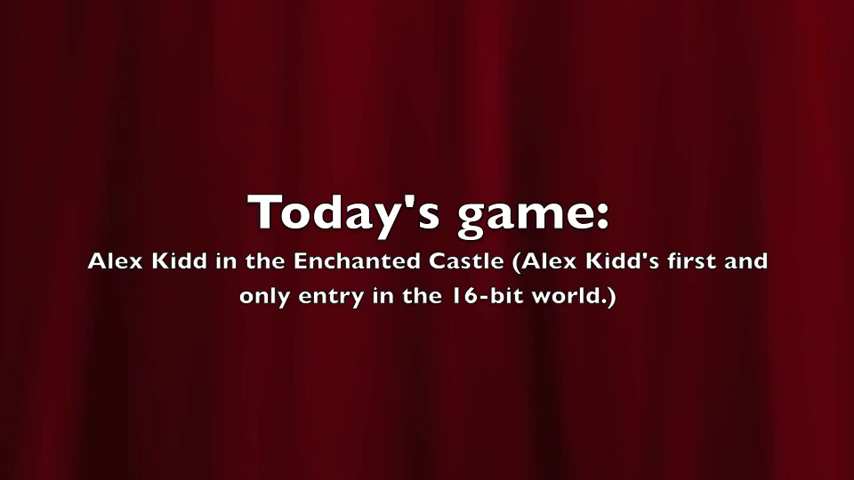 Today's game:
Alex Kidd in the Enchanted Castle (Alex Kidd's first and
only entry in the 16-bit world.)